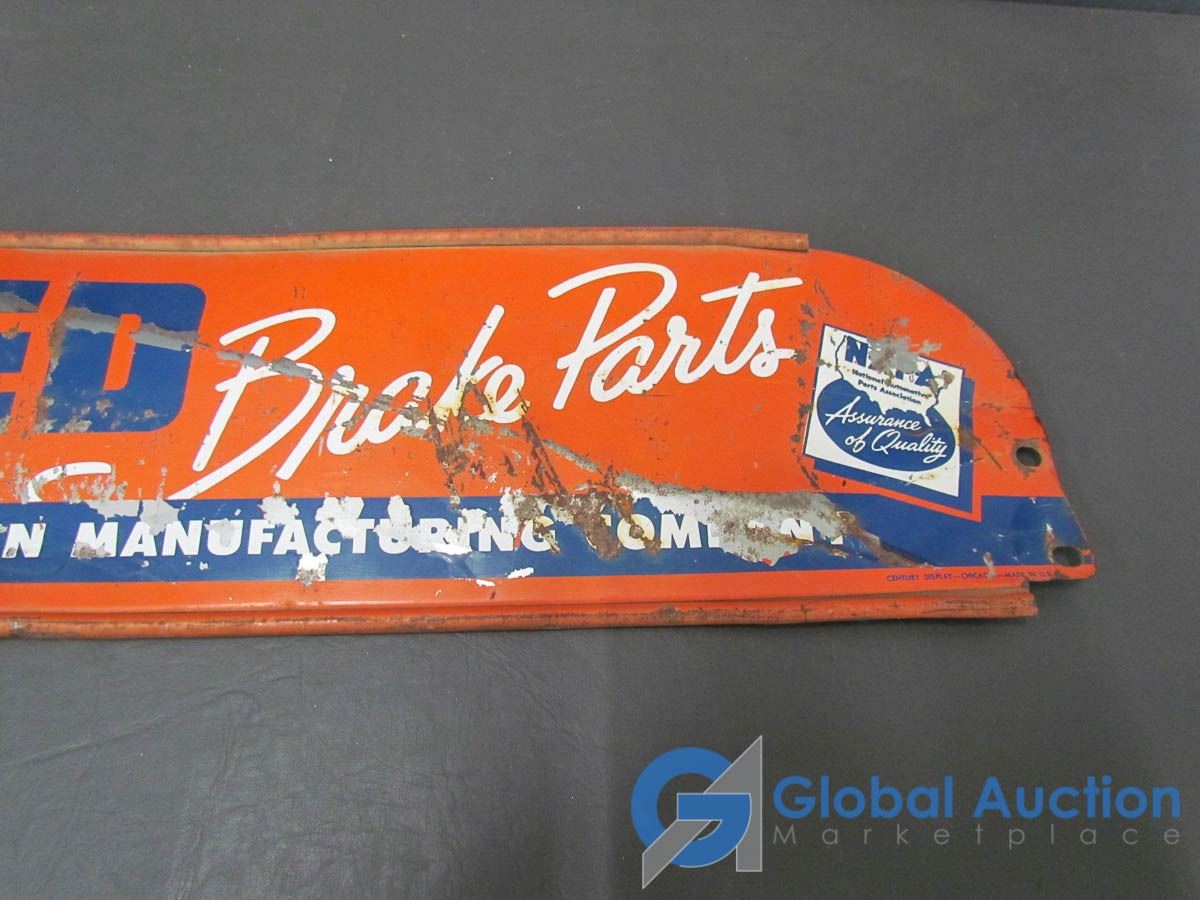 ED Brake Parts
N MANUFACTURING COMPANY
NAPA
National Automotive
Parts Association
Assurance
of Quality
CENTURY DISPLAY—CHICAGO—MADE IN U.S.A.
Global Auction
Marketplace